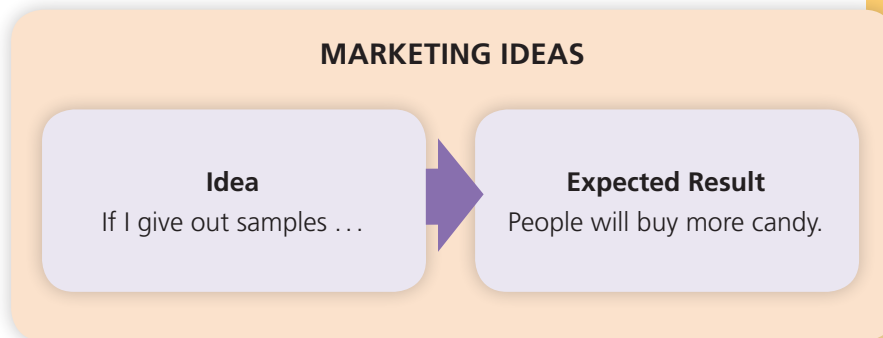 MARKETING IDEAS
Idea
If I give out samples ...
Expected Result
People will buy more candy.